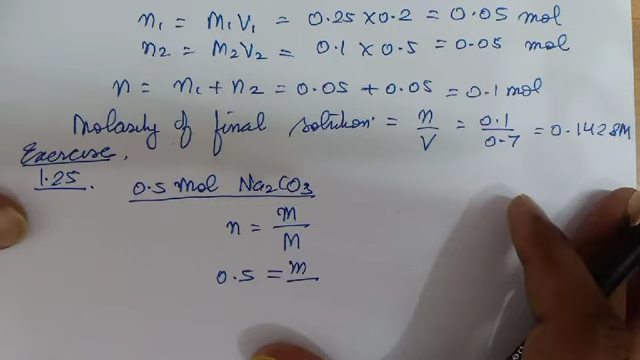 n₁ = M₁V₁ = 0.25 × 0.2 = 0.05 mol
n₂ = M₂V₂ = 0.1 × 0.5 = 0.05 mol
n = n₁ + n₂ = 0.05 + 0.05 = 0.1 mol
Molarity of final solution = n/V = 0.1/0.7 = 0.1428M
Exercise.
1.25. 0.5 mol Na₂CO₃
n = m/M
0.5 = m/